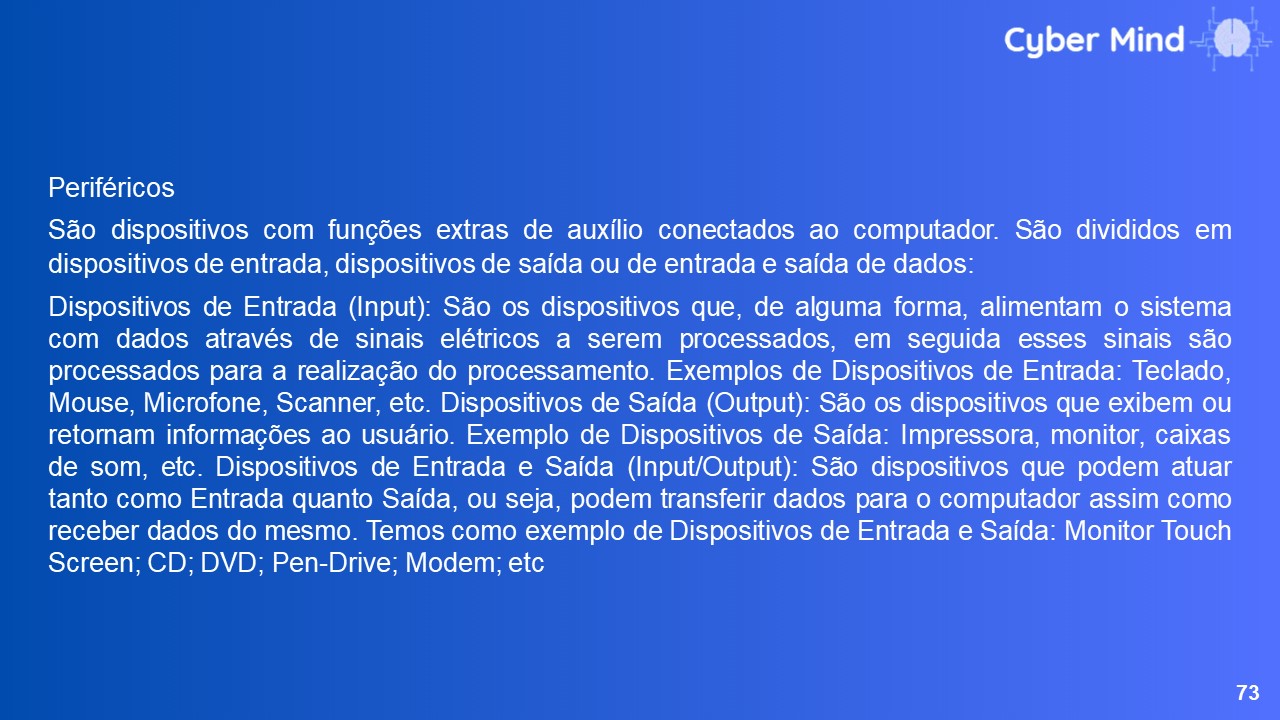 Cyber Mind
Periféricos
São dispositivos com funções extras de auxílio conectados ao computador. São divididos em
dispositivos de entrada, dispositivos de saída ou de entrada e saída de dados:
Dispositivos de Entrada (Input): São os dispositivos que, de alguma forma, alimentam o sistema
com dados através de sinais elétricos a serem processados, em seguida esses sinais são
processados para a realização do processamento. Exemplos de Dispositivos de Entrada: Teclado,
Mouse, Microfone, Scanner, etc. Dispositivos de Saída (Output): São os dispositivos que exibem ou
retornam informações ao usuário. Exemplo de Dispositivos de Saída: Impressora, monitor, caixas
de som, etc. Dispositivos de Entrada e Saída (Input/Output): São dispositivos que podem atuar
tanto como Entrada quanto Saída, ou seja, podem transferir dados para o computador assim como
receber dados do mesmo. Temos como exemplo de Dispositivos de Entrada e Saída: Monitor Touch
Screen; CD; DVD; Pen-Drive; Modem; etc
73